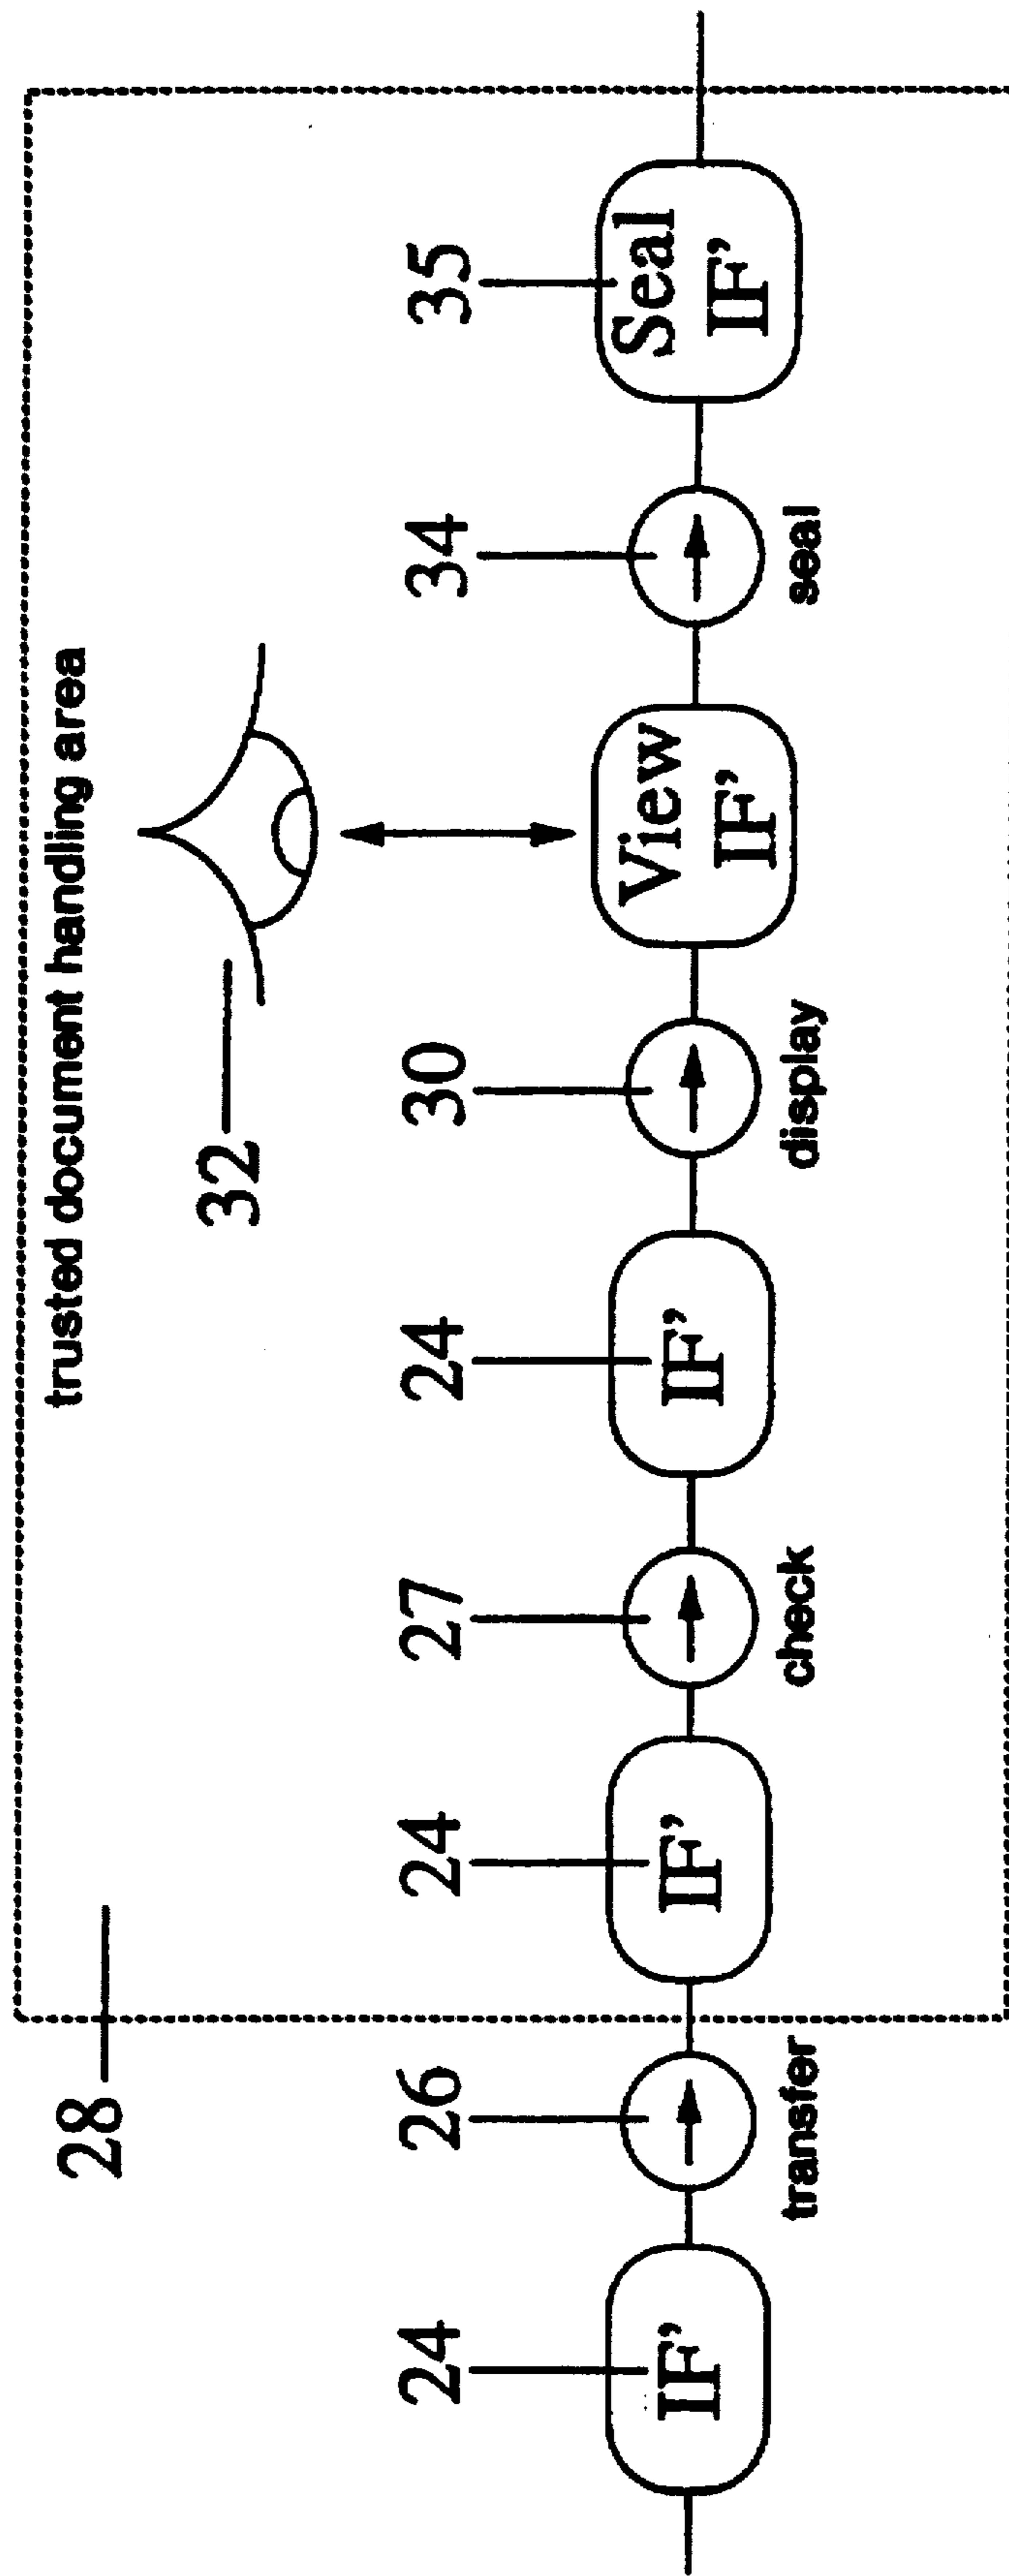 trusted document handling area
28
32
24
26
24
27
24
30
34
35
IF'
IF'
IF'
View
IF'
Seal
IF'
transfer
check
display
seal